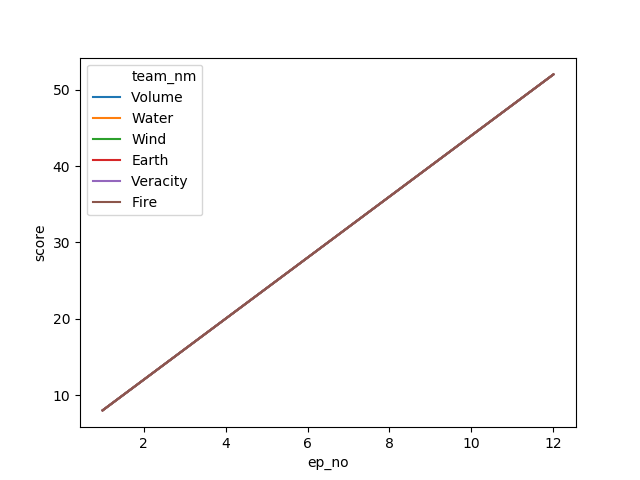 team_nm
Volume
Water
Wind
Earth
Veracity
Fire
50
40
30
20
10
score
2 4 6 8 10 12
ep_no